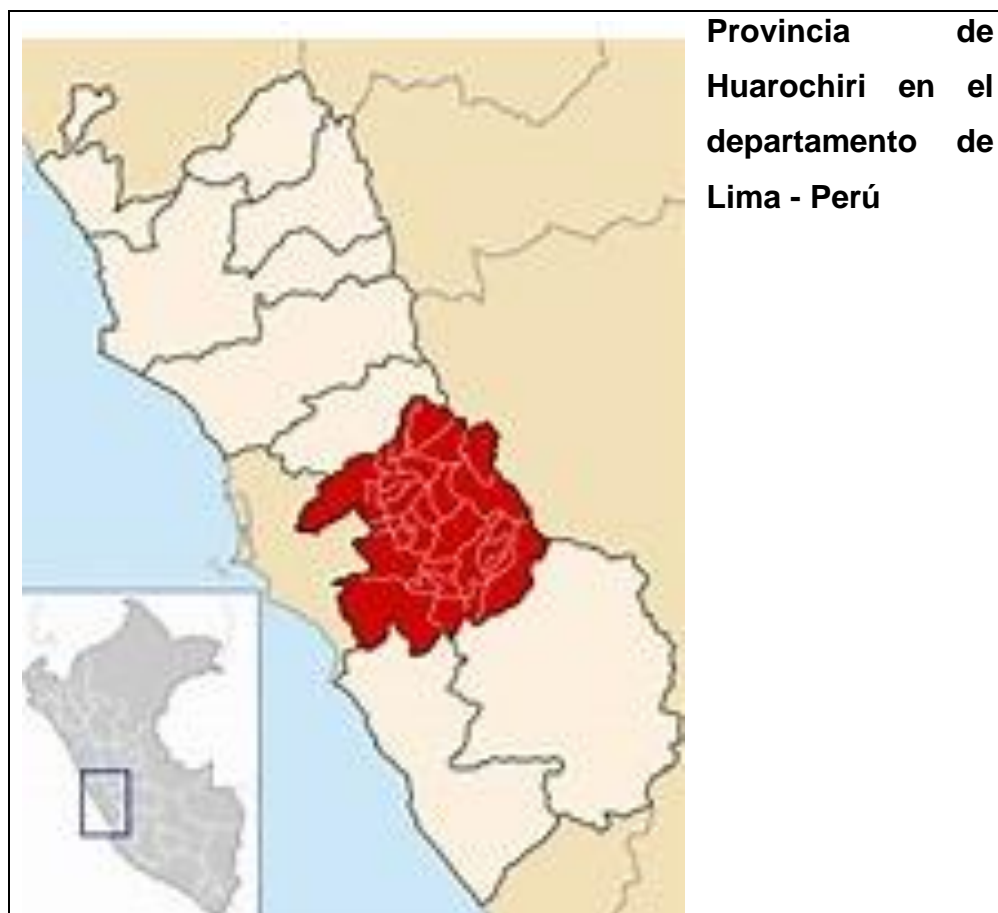 Provincia de
Huarochiri en el
departamento de
Lima - Perú